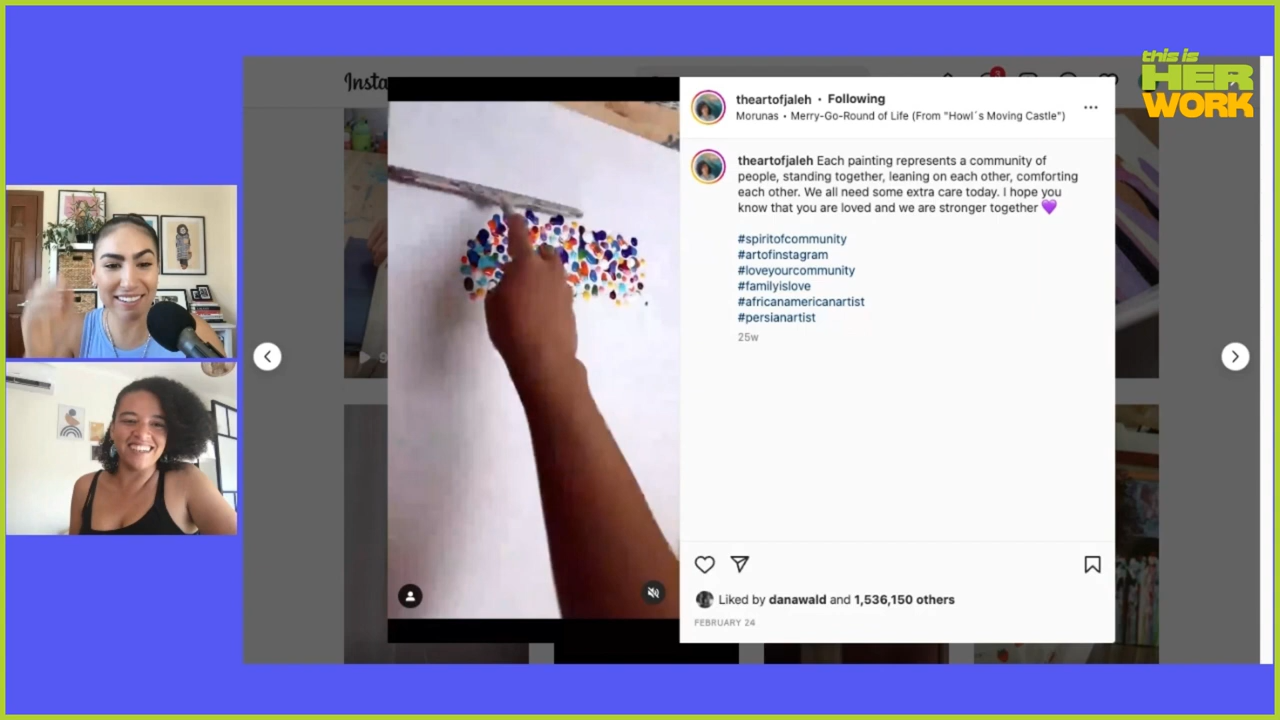 this is
HER
WORK
Insta
3
theartofjaleh • Following
Morunas • Merry-Go-Round of Life (From "Howl´s Moving Castle")
theartofjaleh Each painting represents a community of
people, standing together, leaning on each other, comforting
each other. We all need some extra care today. I hope you
know that you are loved and we are stronger together 💜
#spiritofcommunity
#artofinstagram
#loveyourcommunity
#familyislove
#africanamericanartist
#persianartist
25w
9
Liked by danawald and 1,536,150 others
FEBRUARY 24